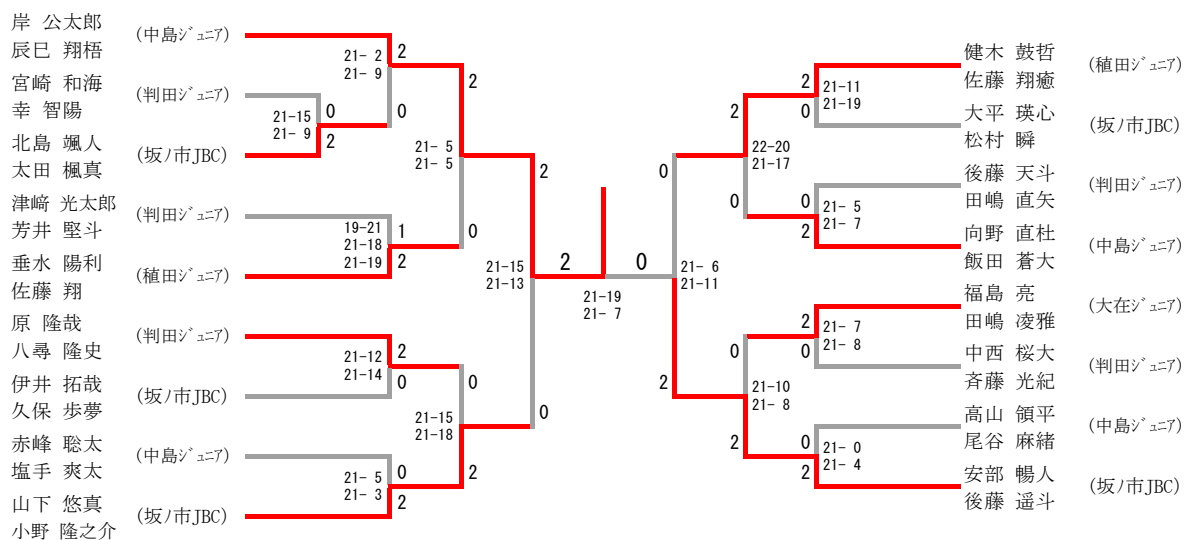 岸 公太郎
辰巳 翔悟
(中島ｼﾞｭﾆｱ)
宮崎 和海
幸 智陽
(判田ジュニア)
北島 颯人
太田 楓真
(坂ノ市JBC)
津﨑 光太郎
芳井 堅斗
(判田ジュニア)
垂水 陽利
佐藤 翔
(稙田ｼﾞｭﾆｱ)
原 隆哉
八尋 隆史
(判田ジュニア)
伊井 拓哉
久保 歩夢
(坂ノ市JBC)
赤峰 聡太
塩手 爽太
(中島ｼﾞｭﾆｱ)
山下 悠真
小野 隆之介
(坂ノ市JBC)
21-15
21- 9
0
2
21- 2
21- 9
2
0
19-21
21-18
21-19
1
2
21-12
21-14
2
0
21- 5
21- 3
0
2
21- 5
21- 5
2
0
21-15
21-18
0
2
21-15
21-13
2
0
2
0
21-19
21- 7
21- 6
21-11
0
2
22-20
21-17
2
0
21-10
21- 8
0
2
21-11
21-19
2
0
21- 5
21- 7
0
2
21- 7
21- 8
2
0
21- 0
21- 4
0
2
健木 鼓哲
佐藤 翔癒
(稙田ｼﾞｭﾆｱ)
大平 瑛心
松村 瞬
(坂ノ市JBC)
後藤 天斗
田嶋 直矢
(判田ジュニア)
向野 直杜
飯田 蒼大
(中島ｼﾞｭﾆｱ)
福島 亮
田嶋 凌雅
(大在ジュニア)
中西 桜大
斉藤 光紀
(判田ジュニア)
高山 領平
尾谷 麻緒
(中島ｼﾞｭﾆｱ)
安部 暢人
後藤 遥斗
(坂ノ市JBC)